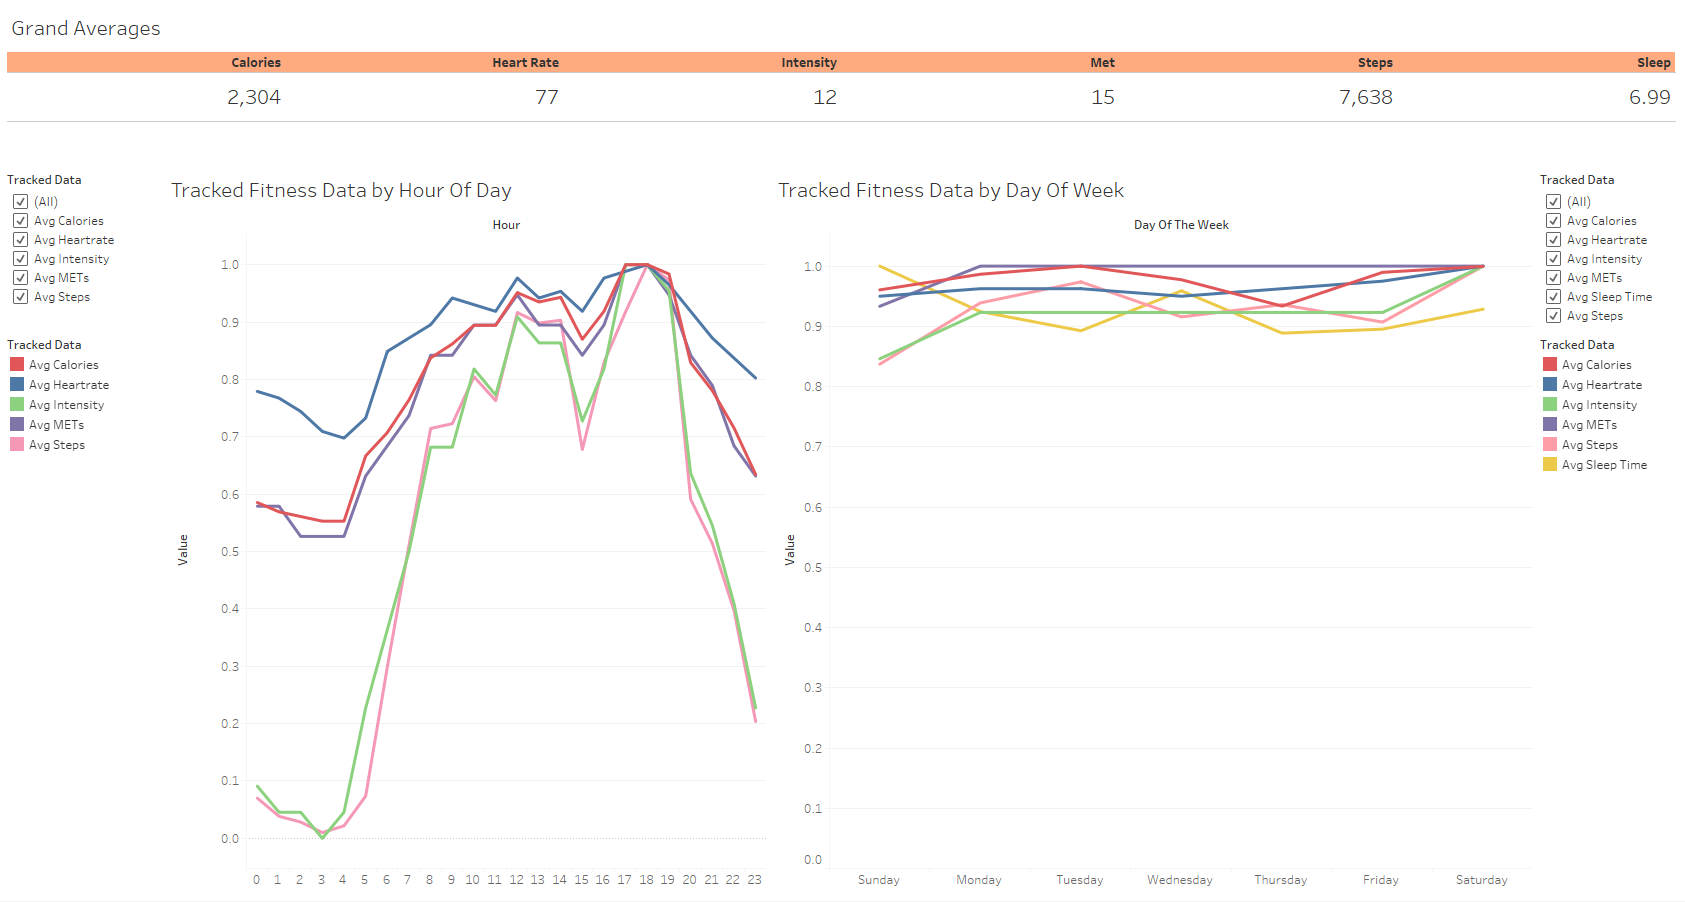 Grand Averages
Calories Heart Rate Intensity Met Steps Sleep
2,304 77 12 15 7,638 6.99
Tracked Data
(All)
Avg Calories
Avg Heartrate
Avg Intensity
Avg METs
Avg Steps
Tracked Data
Avg Calories
Avg Heartrate
Avg Intensity
Avg METs
Avg Steps
Tracked Fitness Data by Hour Of Day
Hour
Value
1.0
0.9
0.8
0.7
0.6
0.5
0.4
0.3
0.2
0.1
0.0
0 1 2 3 4 5 6 7 8 9 10 11 12 13 14 15 16 17 18 19 20 21 22 23
Tracked Fitness Data by Day Of Week
Day Of The Week
Value
1.0
0.9
0.8
0.7
0.6
0.5
0.4
0.3
0.2
0.1
0.0
Sunday Monday Tuesday Wednesday Thursday Friday Saturday
Tracked Data
(All)
Avg Calories
Avg Heartrate
Avg Intensity
Avg METs
Avg Sleep Time
Avg Steps
Tracked Data
Avg Calories
Avg Heartrate
Avg Intensity
Avg METs
Avg Steps
Avg Sleep Time